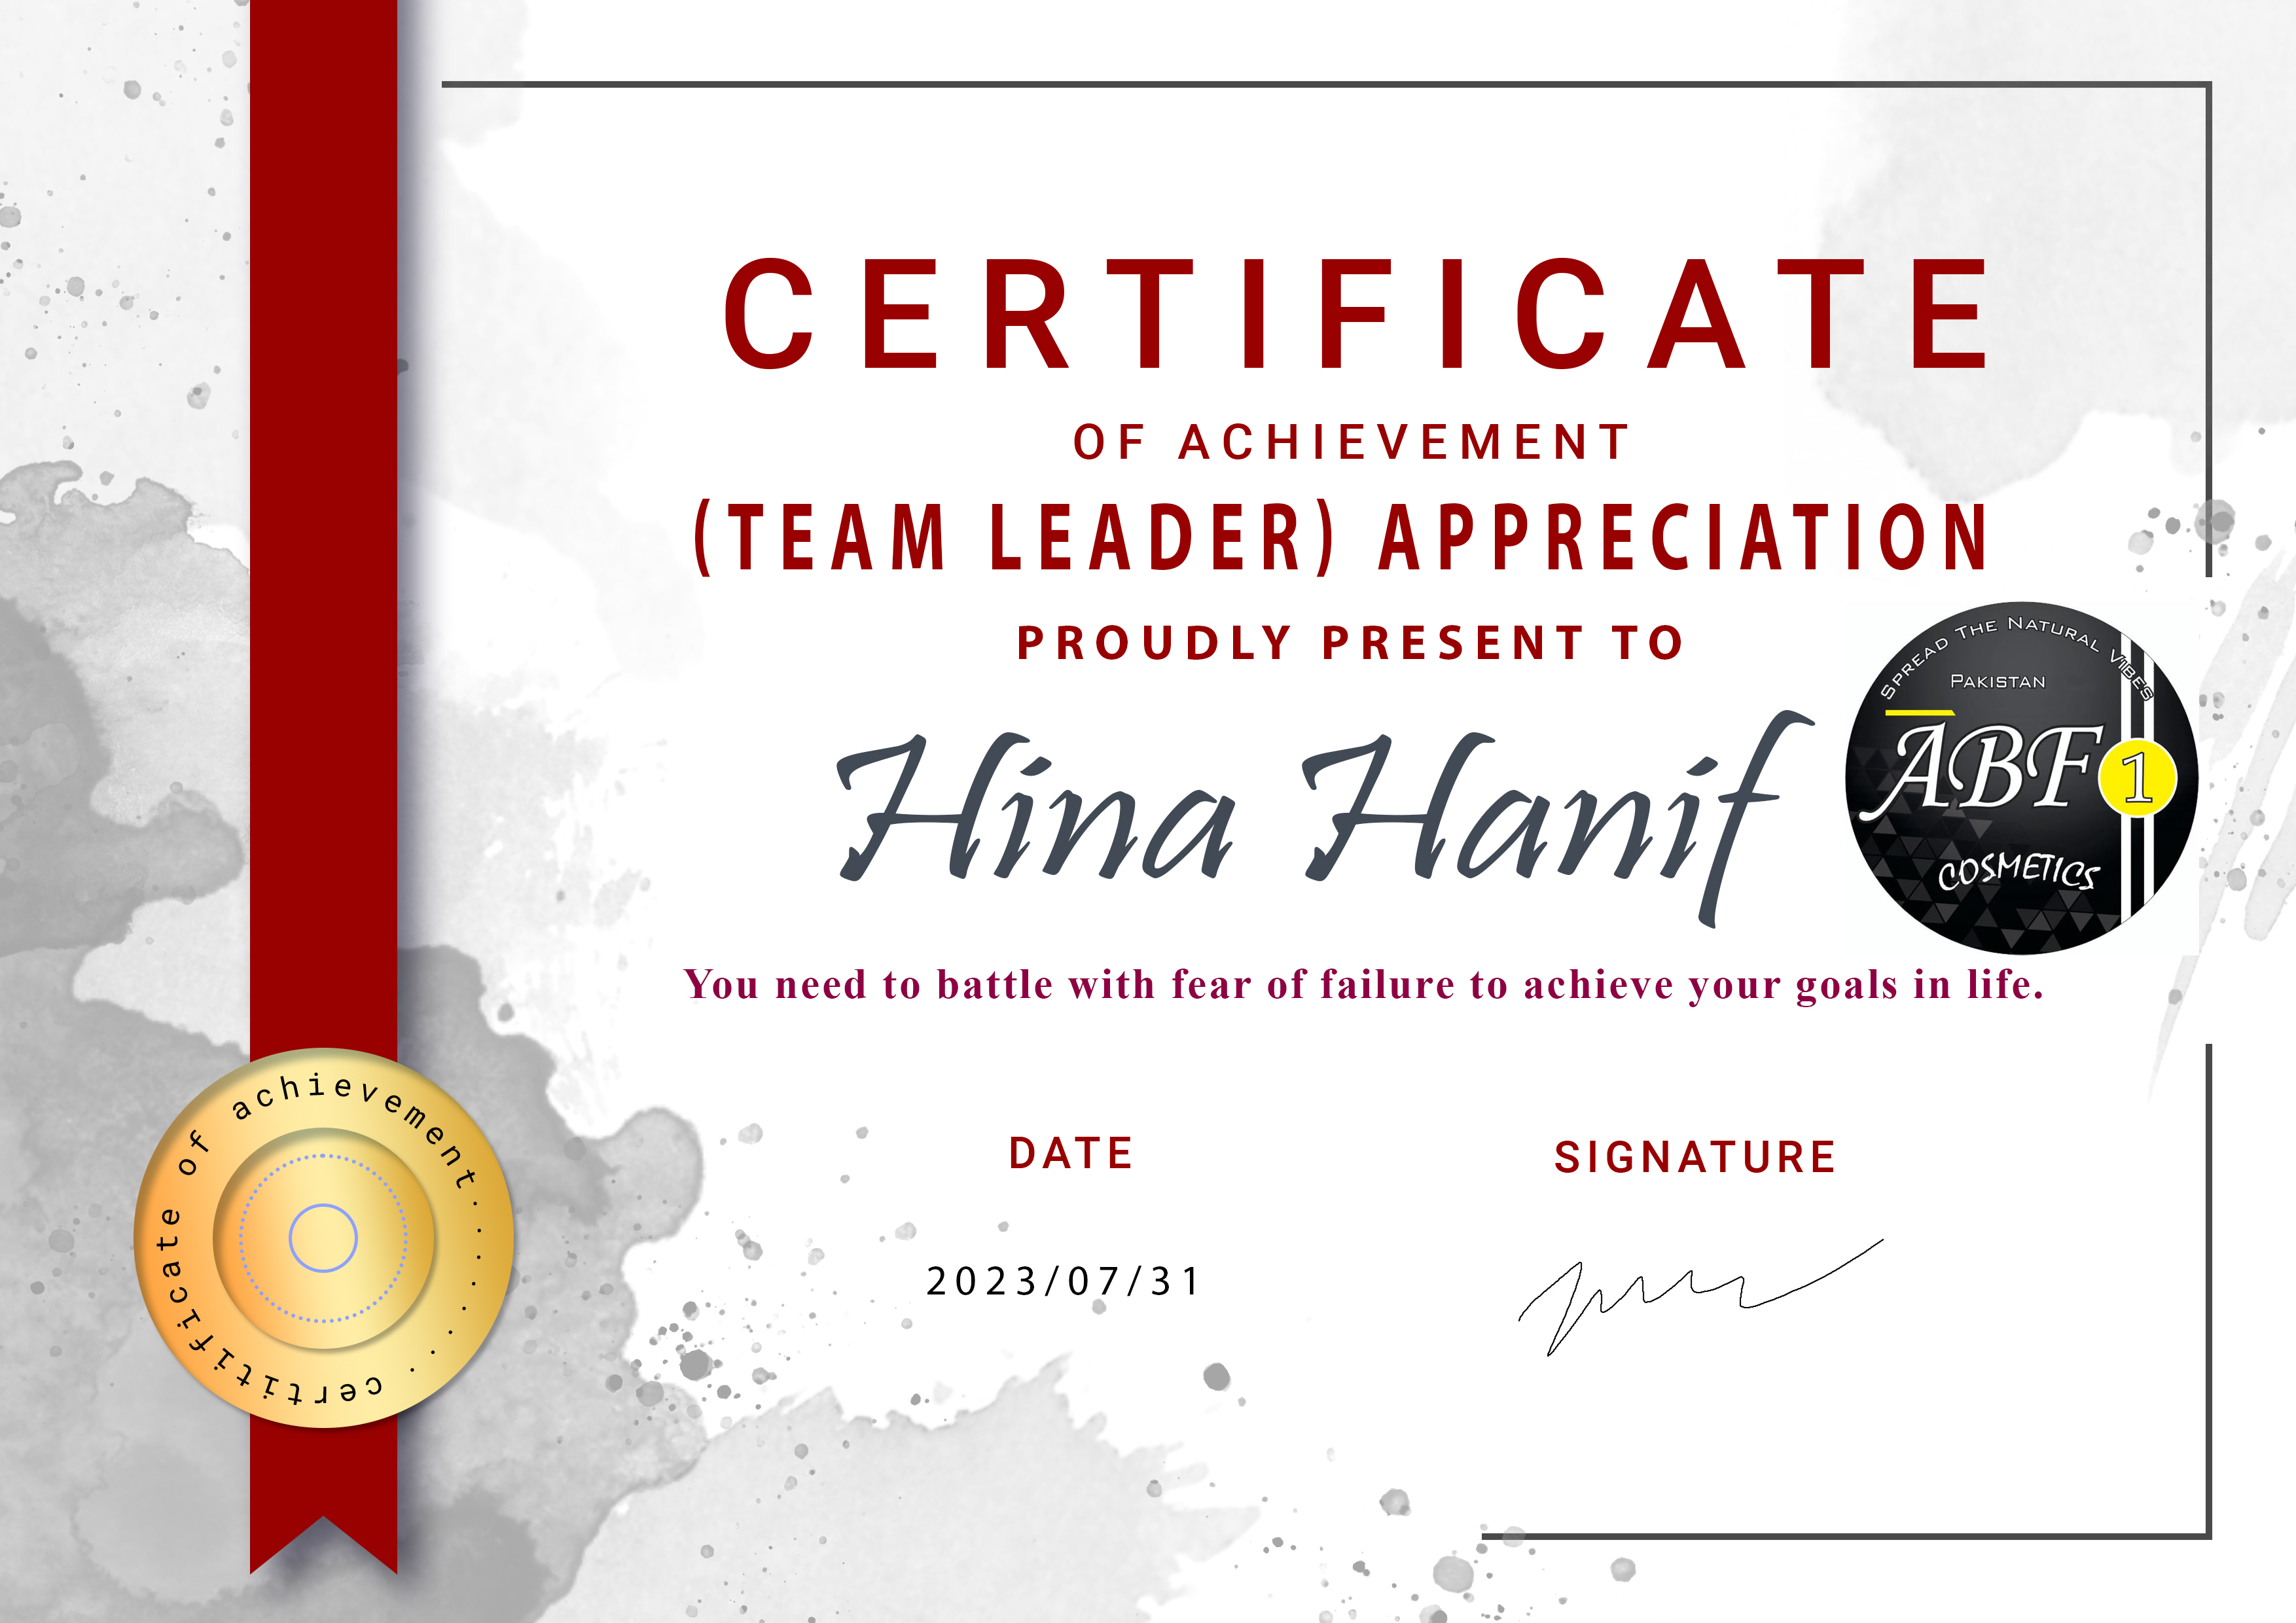 CERTIFICATE
OF ACHIEVEMENT
(TEAM LEADER) APPRECIATION
PROUDLY PRESENT TO
Hina Hanif
SPREAD THE NATURAL VIBES
PAKISTAN
ABF 1
COSMETICS
You need to battle with fear of failure to achieve your goals in life.
DATE
SIGNATURE
2023/07/31
certificate of achievement..........